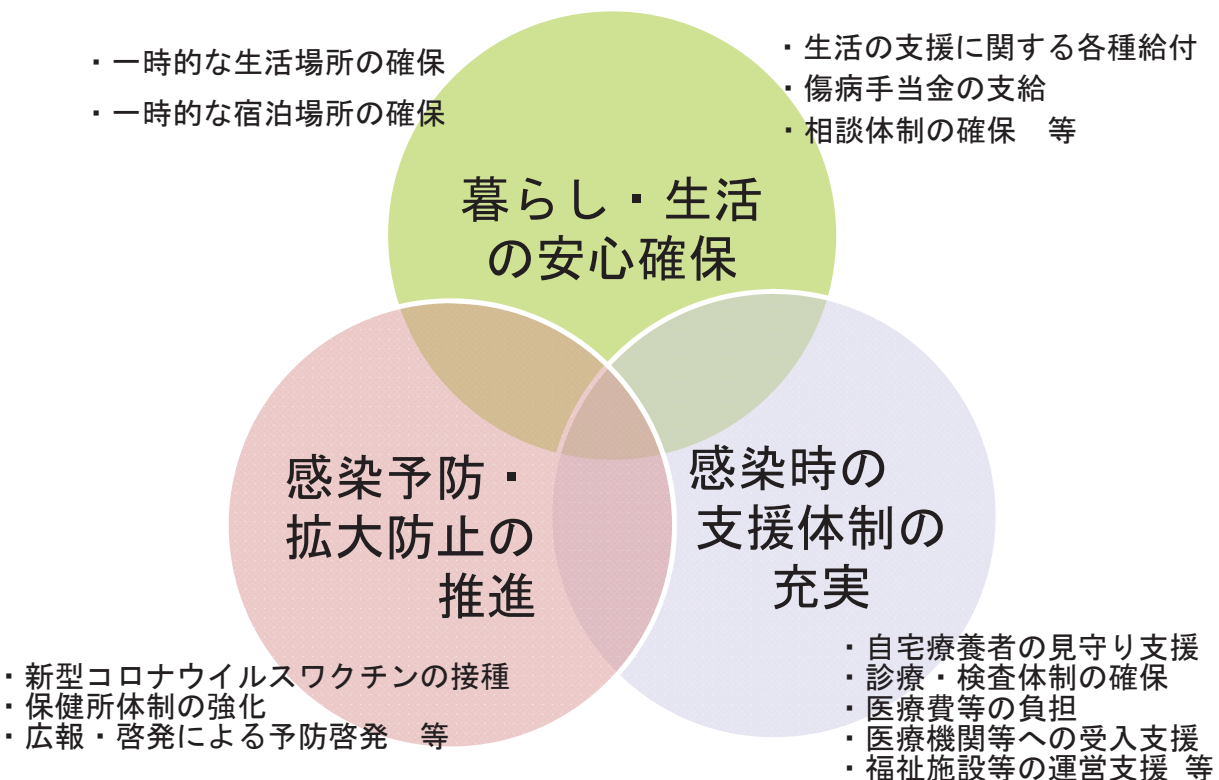 ・一時的な生活場所の確保
・一時的な宿泊場所の確保
・生活の支援に関する各種給付
・傷病手当金の支給
・相談体制の確保　等
暮らし・生活
の安心確保
感染予防・
拡大防止の
推進
感染時の
支援体制の
充実
・新型コロナウイルスワクチンの接種
・保健所体制の強化
・広報・啓発による予防啓発　等
・自宅療養者の見守り支援
・診療・検査体制の確保
・医療費等の負担
・医療機関等への受入支援
・福祉施設等の運営支援 等